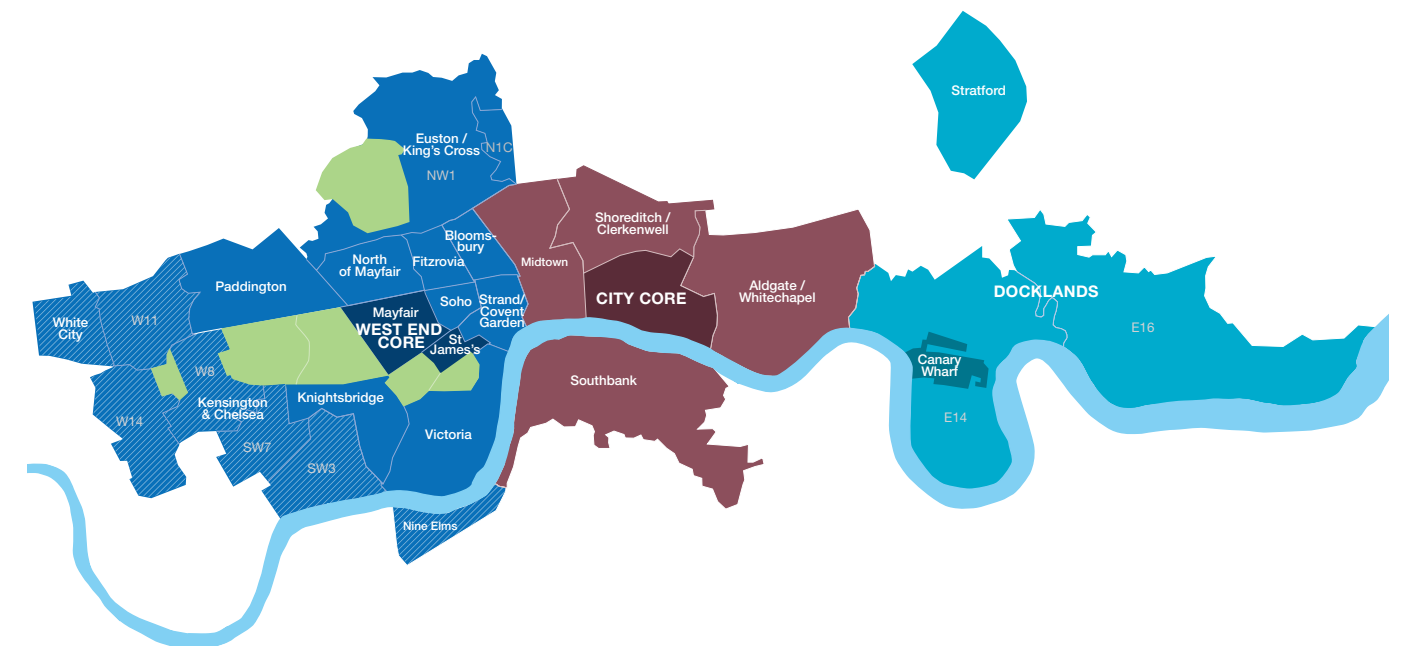 Stratford
Euston /
King's Cross
N1C
NW1
Shoreditch /
Clerkenwell
Blooms-
bury
North
of Mayfair
Fitzrovia
Midtown
Paddington
Aldgate /
Whitechapel
DOCKLANDS
CITY CORE
Soho
Strand/
Covent
Garden
Mayfair
WEST END
CORE
St
James's
White
City
W11
E16
Canary
Wharf
W8
Southbank
Knightsbridge
Kensington
& Chelsea
W14
E14
Victoria
SW7
SW3
Nine Elms